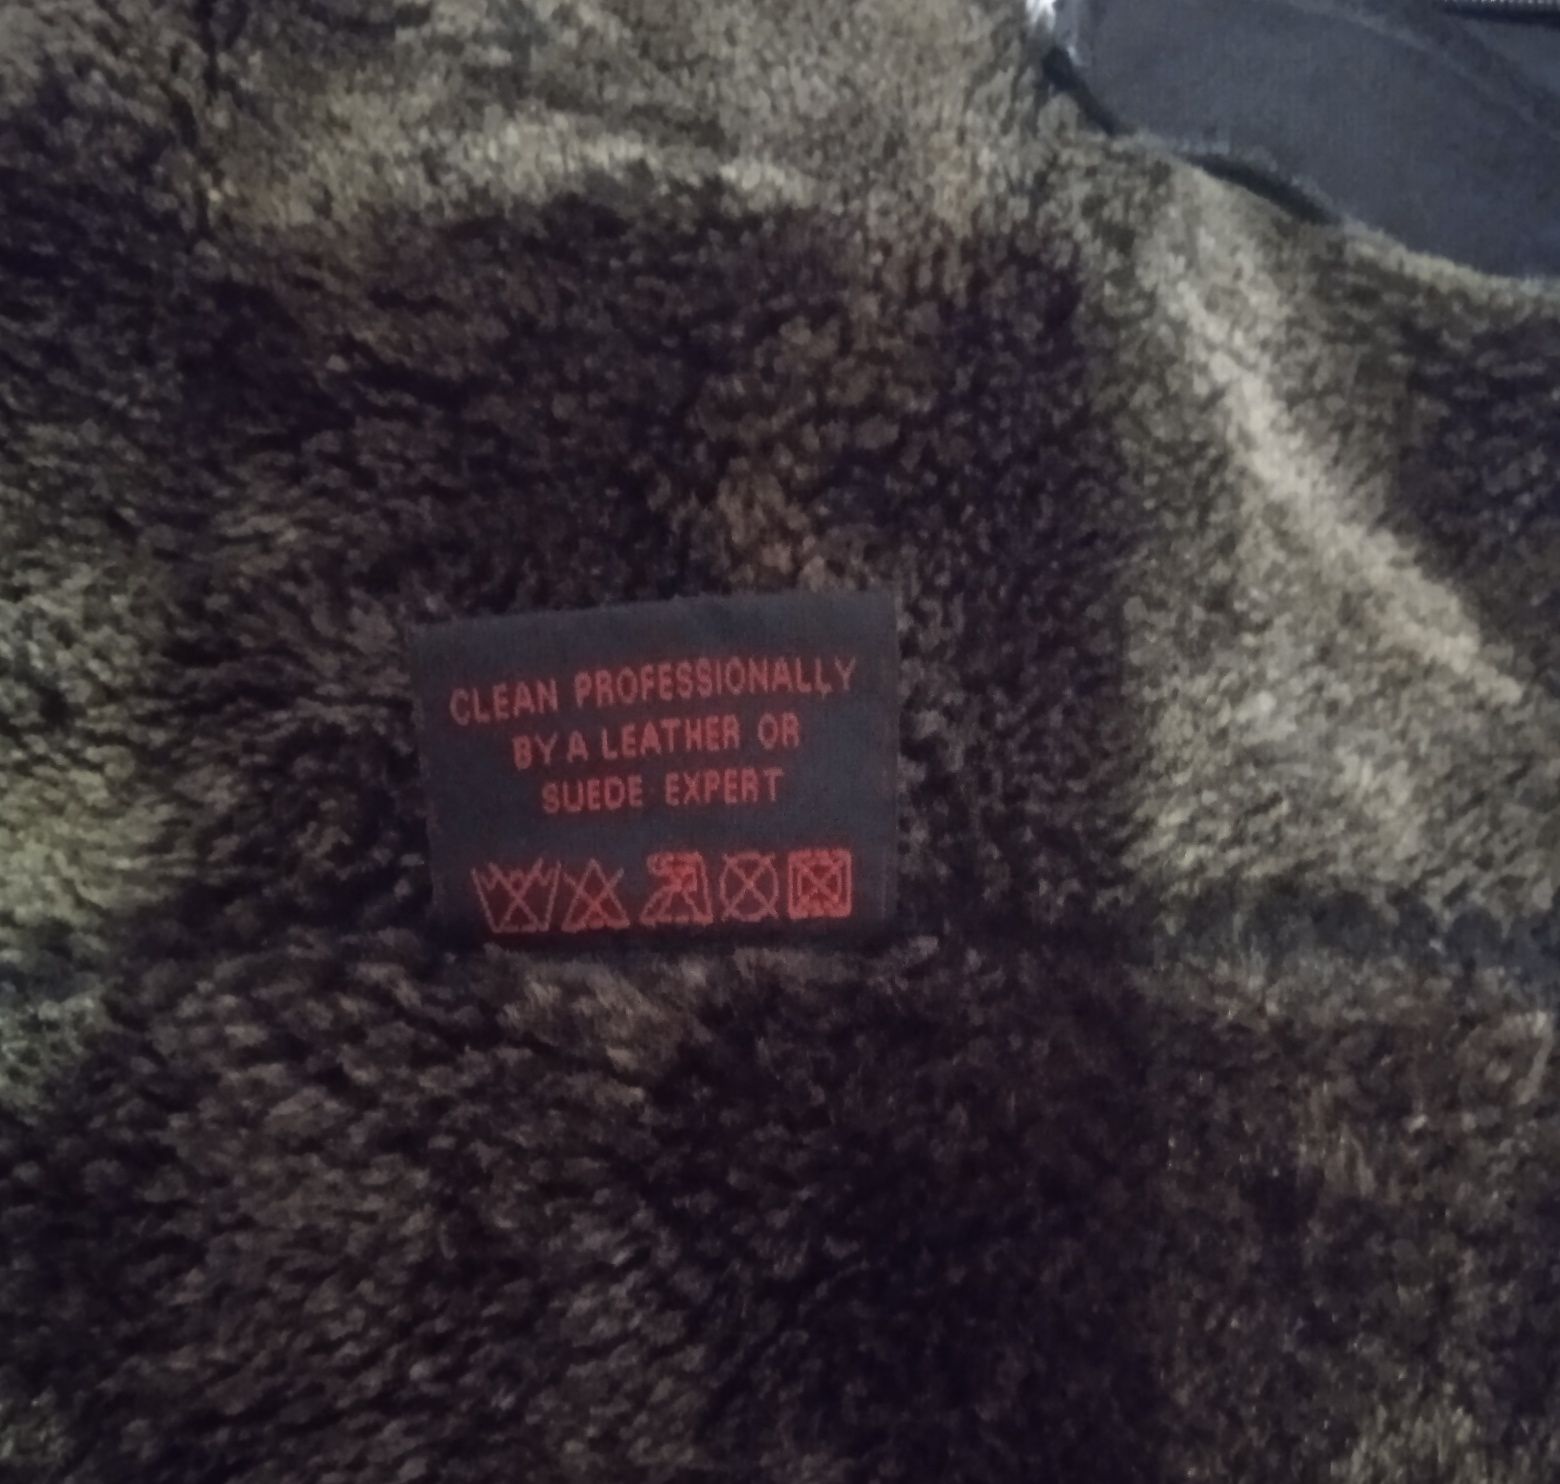 CLEAN PROFESSIONALLY
BY A LEATHER OR
SUEDE EXPERT